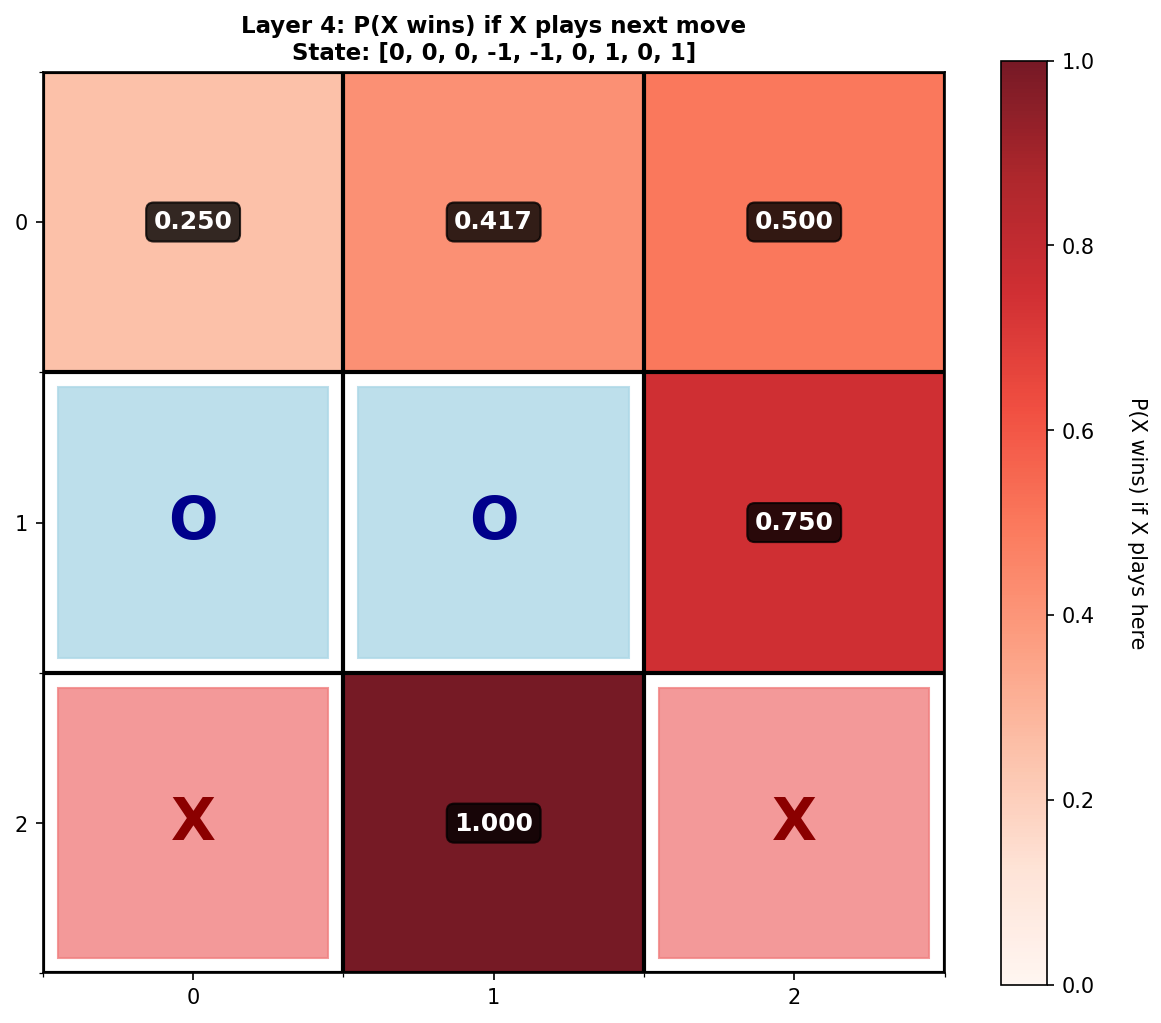 Layer 4: P(X wins) if X plays next move
State: [0, 0, 0, -1, -1, 0, 1, 0, 1]
0
0.250
0.417
0.500
1
O
O
0.750
2
X
1.000
X
0
1
2
1.0
0.8
0.6
0.4
0.2
0.0
P(X wins) if X plays here